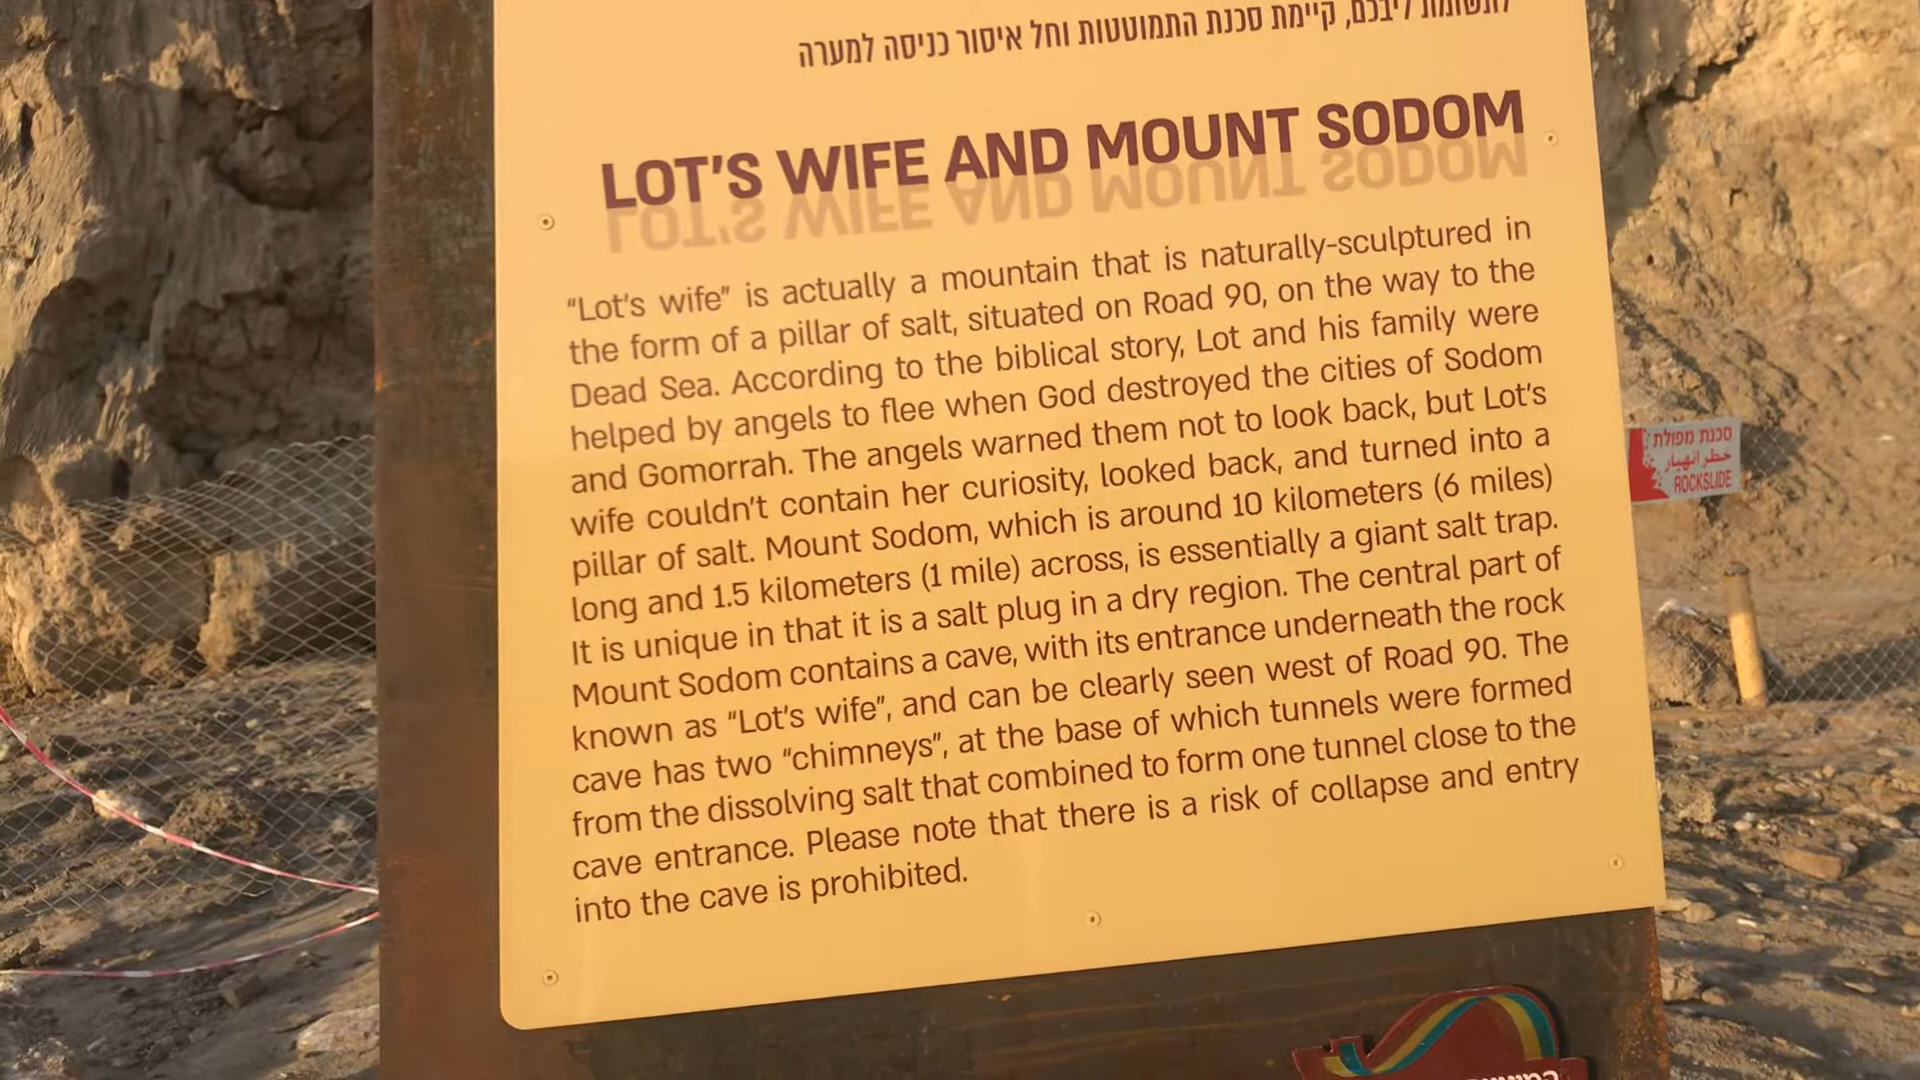 לתשומת ליבכם, קיימת סכנת התמוטטות וחל איסור כניסה למערה
LOT'S WIFE AND MOUNT SODOM
“Lot's wife” is actually a mountain that is naturally-sculptured in
the form of a pillar of salt, situated on Road 90, on the way to the
Dead Sea. According to the biblical story, Lot and his family were
helped by angels to flee when God destroyed the cities of Sodom
and Gomorrah. The angels warned them not to look back, but Lot's
wife couldn't contain her curiosity, looked back, and turned into a
pillar of salt. Mount Sodom, which is around 10 kilometers (6 miles)
long and 1.5 kilometers (1 mile) across, is essentially a giant salt trap.
It is unique in that it is a salt plug in a dry region. The central part of
Mount Sodom contains a cave, with its entrance underneath the rock
known as “Lot's wife”, and can be clearly seen west of Road 90. The
cave has two “chimneys”, at the base of which tunnels were formed
from the dissolving salt that combined to form one tunnel close to the
cave entrance. Please note that there is a risk of collapse and entry
into the cave is prohibited.
סכנת מפולת
خطر انهيار
ROCKSLIDE